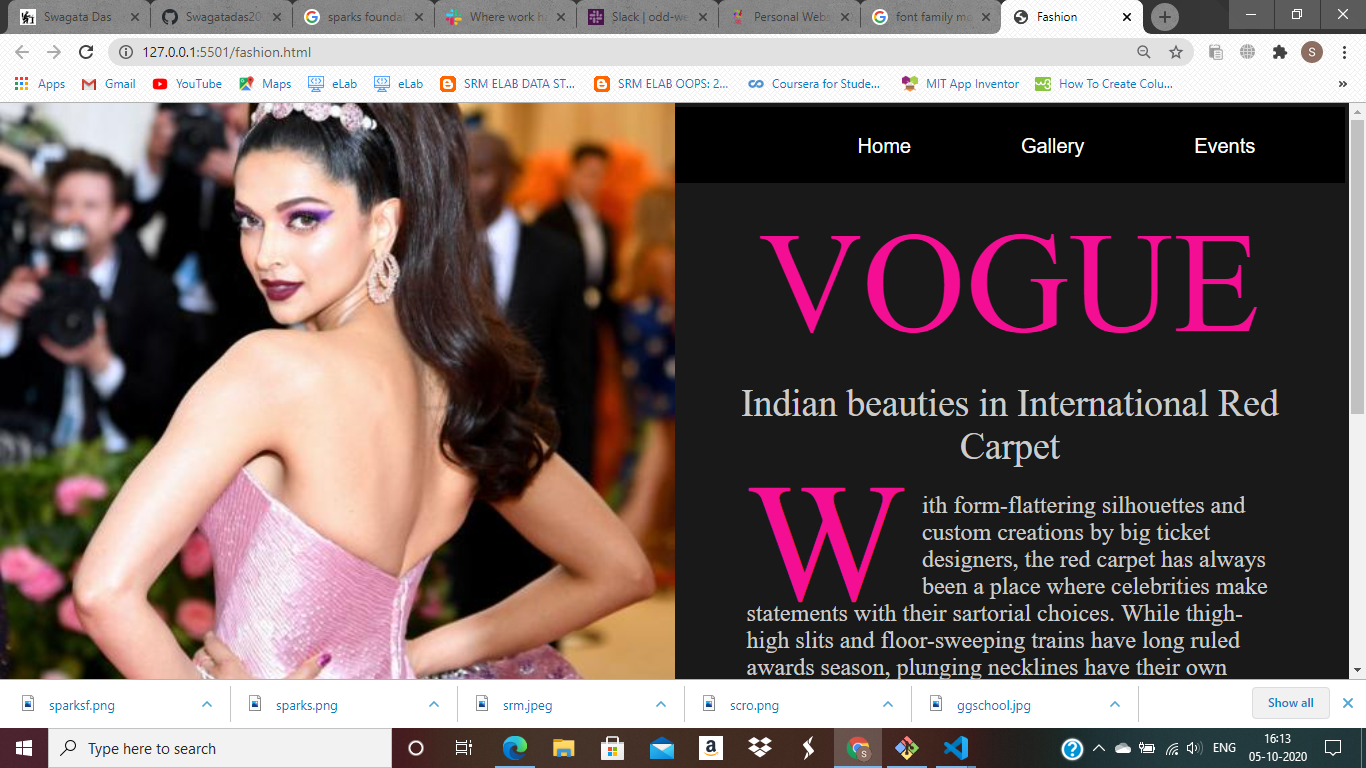 Swagata Das
Swagatadas20
sparks founda
Where work h
Slack | odd+we
Personal Webs
font family mo
Fashion
127.0.0.1:5501/fashion.html
S
Apps
Gmail
YouTube
Maps
eLab
eLab
SRM ELAB DATA ST...
SRM ELAB OOPS: 2...
Coursera for Stude...
MIT App Inventor
How To Create Colu...
Home
Gallery
Events
VOGUE
Indian beauties in International Red
Carpet
With form-flattering silhouettes and
custom creations by big ticket
designers, the red carpet has always
been a place where celebrities make
statements with their sartorial choices. While thigh-
high slits and floor-sweeping trains have long ruled
awards season, plunging necklines have their own
sparksf.png
sparks.png
srm.jpeg
scro.png
ggschool.jpg
Show all
Type here to search
ENG
16:13
05-10-2020